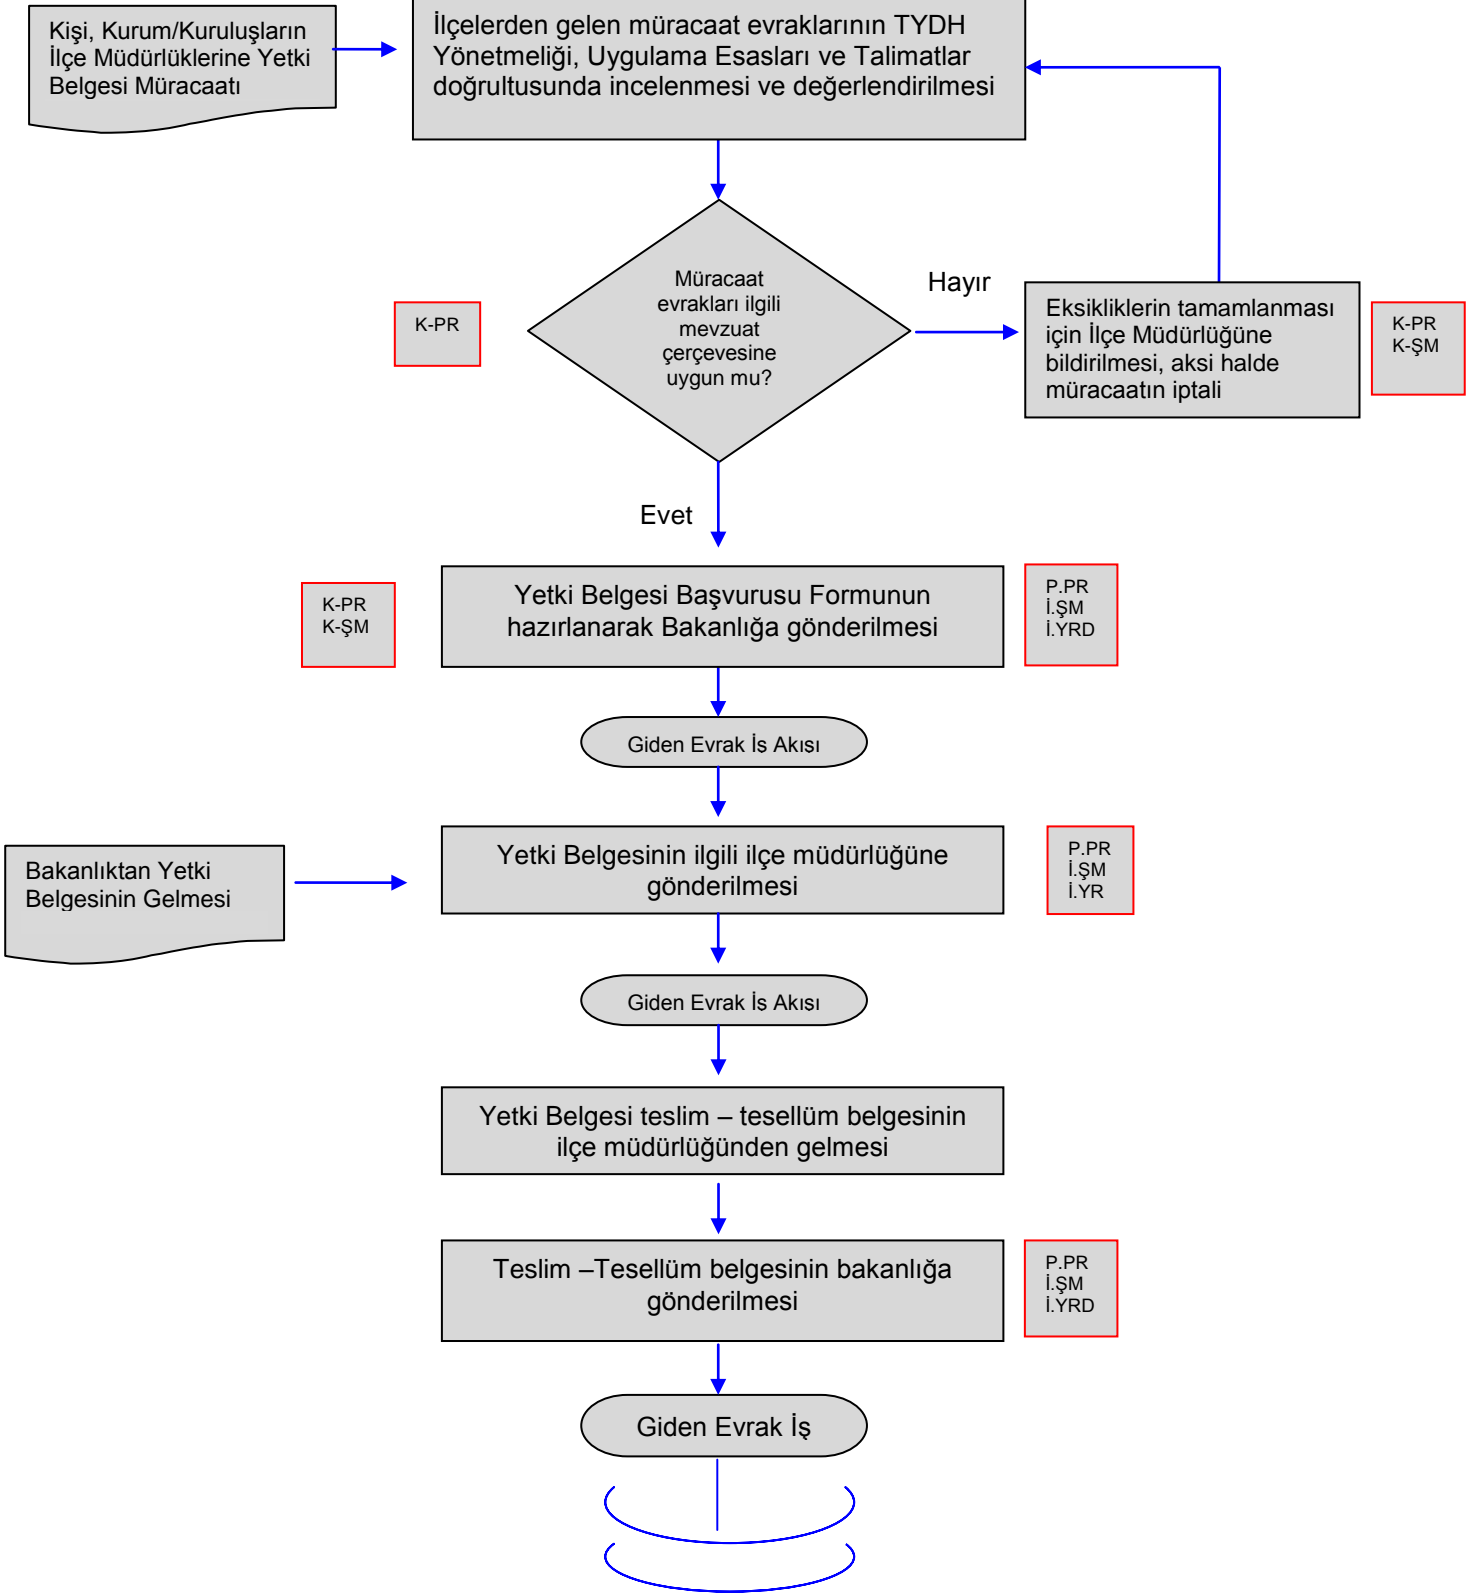 Kişi, Kurum/Kuruluşların
İlçe Müdürlüklerine Yetki
Belgesi Müracaatı
İlçelerden gelen müracaat evraklarının TYDH
Yönetmeliği, Uygulama Esasları ve Talimatlar
doğrultusunda incelenmesi ve değerlendirilmesi
K-PR
Müracaat
evrakları ilgili
mevzuat
çerçevesine
uygun mu?
Hayır
Eksikliklerin tamamlanması
için İlçe Müdürlüğüne
bildirilmesi, aksi halde
müracaatın iptali
K-PR
K-ŞM
Evet
K-PR
K-ŞM
Yetki Belgesi Başvurusu Formunun
hazırlanarak Bakanlığa gönderilmesi
P.PR
İ.ŞM
İ.YRD
Giden Evrak İs Akısı
Bakanlıktan Yetki
Belgesinin Gelmesi
Yetki Belgesinin ilgili ilçe müdürlüğüne
gönderilmesi
P.PR
İ.ŞM
İ.YR
Giden Evrak İs Akısı
Yetki Belgesi teslim – tesellüm belgesinin
ilçe müdürlüğünden gelmesi
Teslim –Tesellüm belgesinin bakanlığa
gönderilmesi
P.PR
İ.ŞM
İ.YRD
Giden Evrak İş